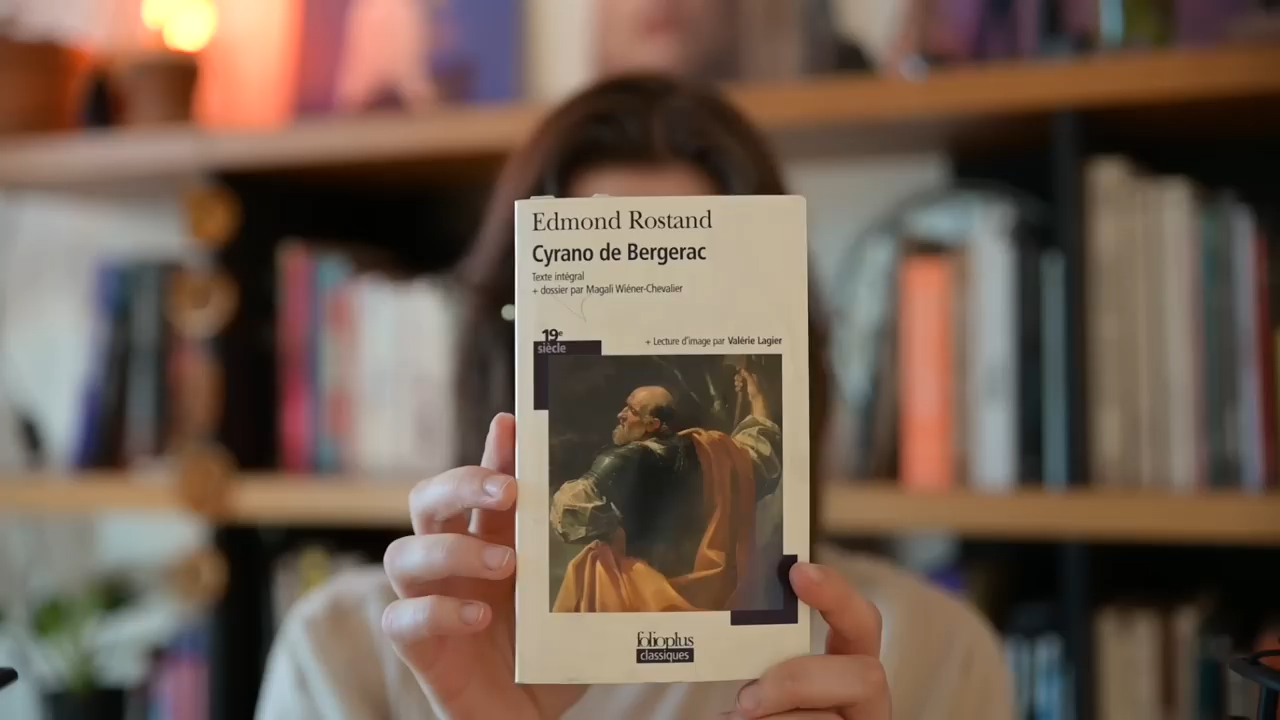 Edmond Rostand
Cyrano de Bergerac
Texte intégral
+ dossier par Magali Wiéner-Chevalier
19e
siècle
+ Lecture d'image par Valérie Lagier
folioplus
classiques